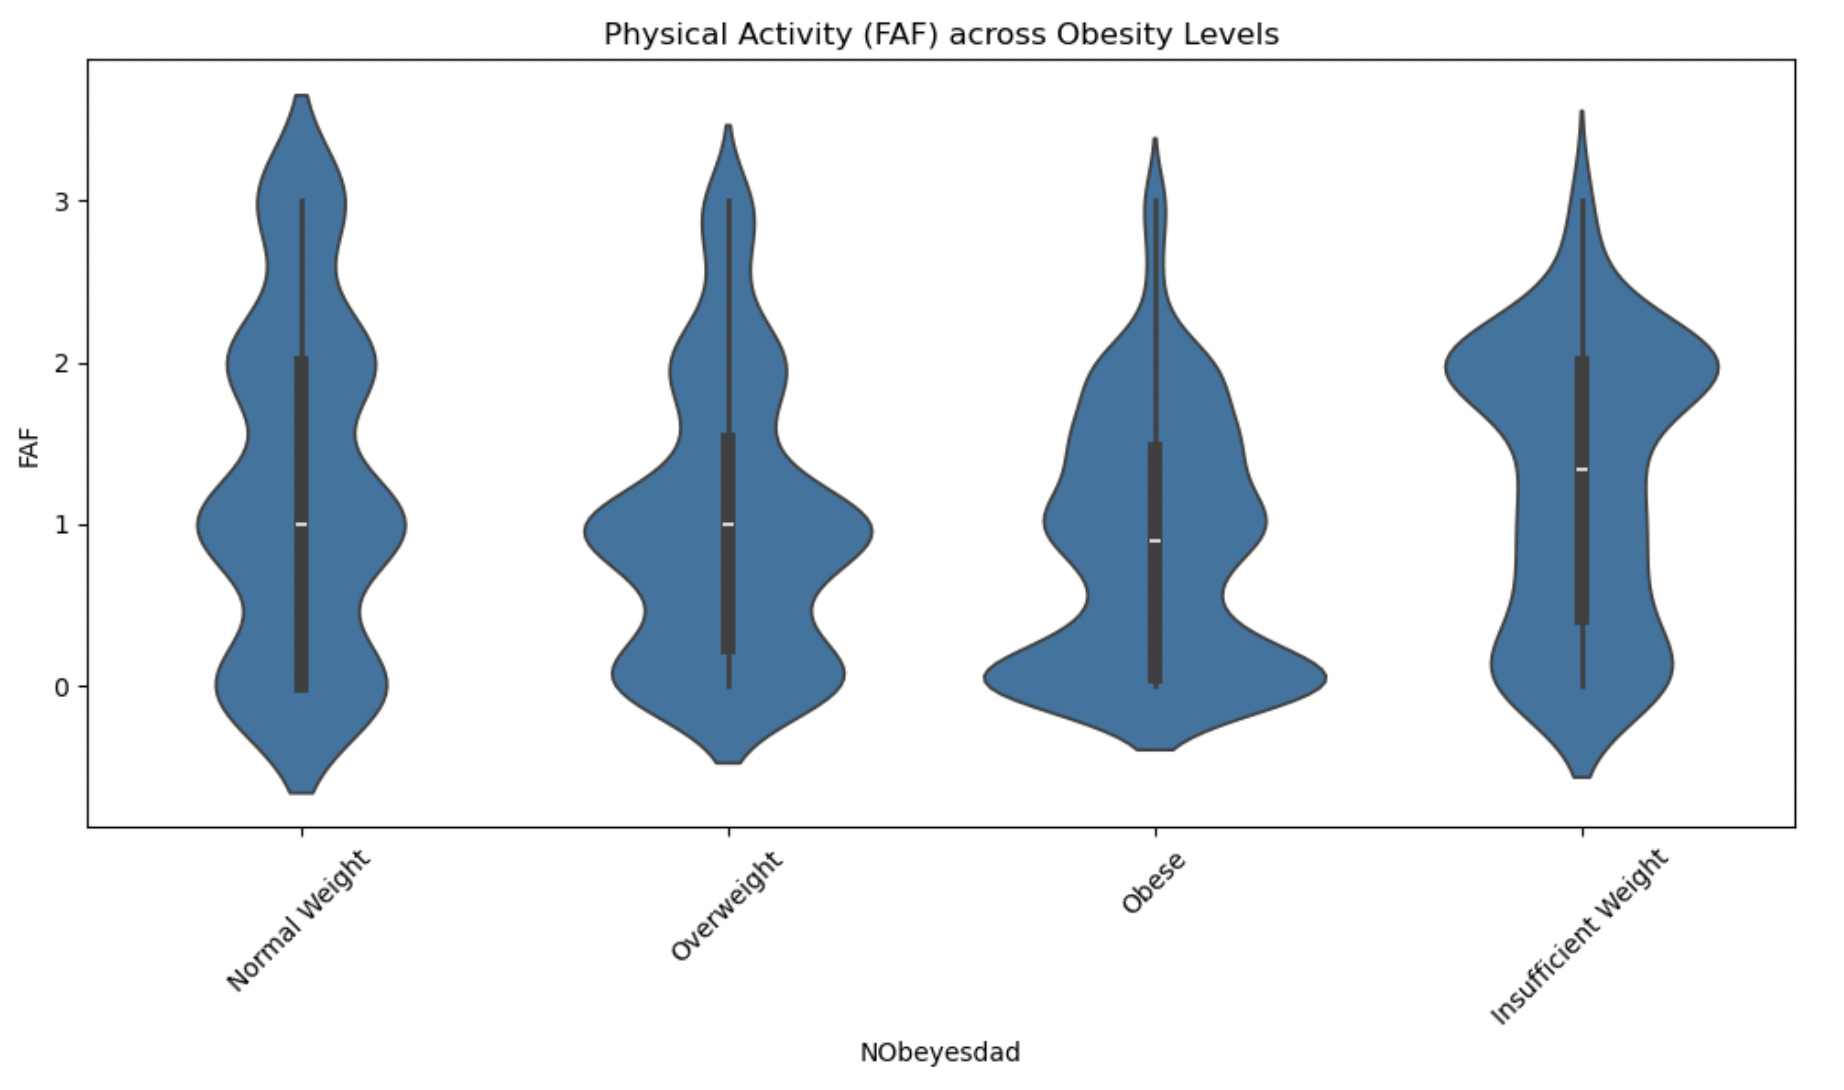 Physical Activity (FAF) across Obesity Levels
3
2
1
0
FAF
Normal Weight
Overweight
Obese
Insufficient Weight
NObeyesdad